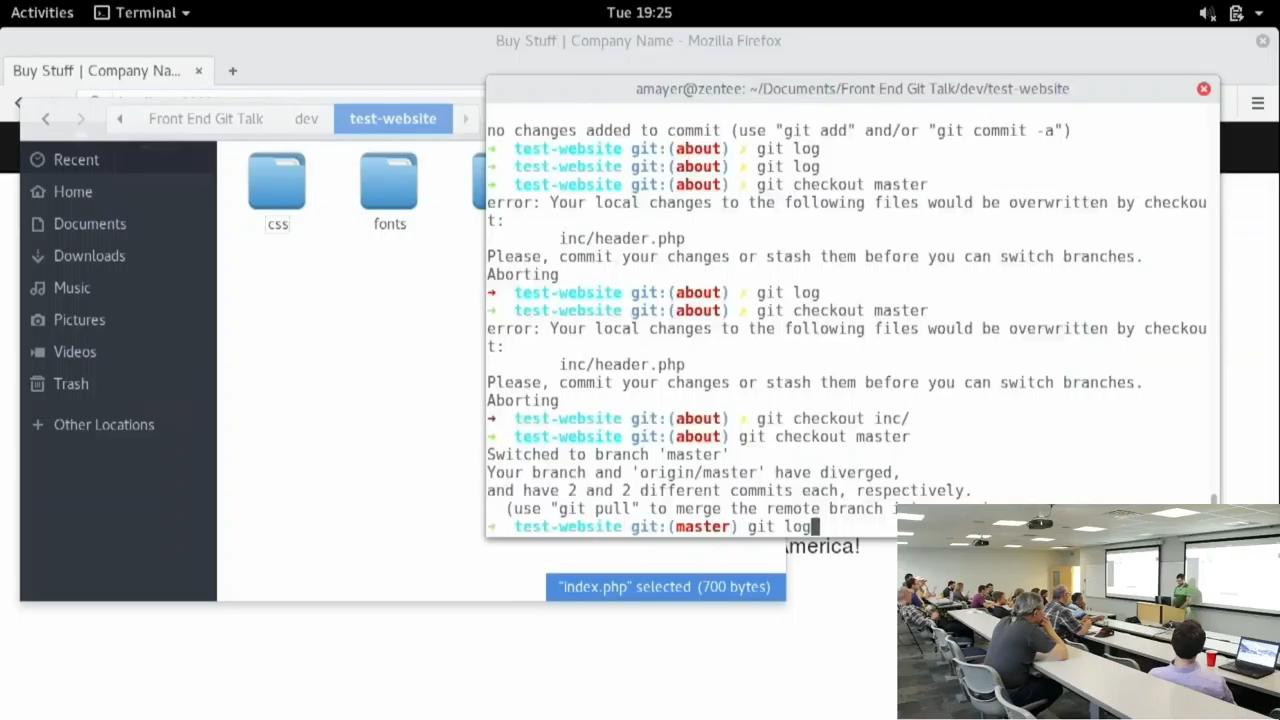 Activities
Terminal
Tue 19:25
Buy Stuff | Company Name - Mozilla Firefox
Buy Stuff | Company Na...
Front End Git Talk
dev
test-website
Recent
Home
Documents
Downloads
Music
Pictures
Videos
Trash
+ Other Locations
css
fonts
"index.php" selected (700 bytes)
amayer@zentee: ~/Documents/Front End Git Talk/dev/test-website
no changes added to commit (use "git add" and/or "git commit -a")
➜ test-website git:(about) ✗ git log
➜ test-website git:(about) ✗ git log
➜ test-website git:(about) ✗ git checkout master
error: Your local changes to the following files would be overwritten by checkou
t:
inc/header.php
Please, commit your changes or stash them before you can switch branches.
Aborting
➜ test-website git:(about) ✗ git log
➜ test-website git:(about) ✗ git checkout master
error: Your local changes to the following files would be overwritten by checkou
t:
inc/header.php
Please, commit your changes or stash them before you can switch branches.
Aborting
➜ test-website git:(about) ✗ git checkout inc/
➜ test-website git:(about) git checkout master
Switched to branch 'master'
Your branch and 'origin/master' have diverged,
and have 2 and 2 different commits each, respectively.
(use "git pull" to merge the remote branch
➜ test-website git:(master) git log
America!